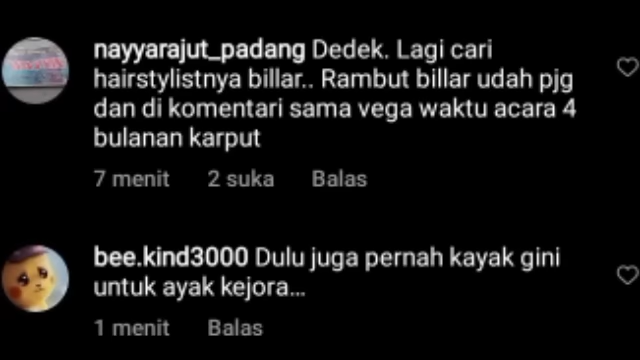 nayyarajut_padang Dedek. Lagi cari
hairstylistnya billar.. Rambut billar udah pjg
dan di komentari sama vega waktu acara 4
bulanan karput
7 menit 2 suka Balas
bee.kind3000 Dulu juga pernah kayak gini
untuk ayak kejora...
1 menit Balas